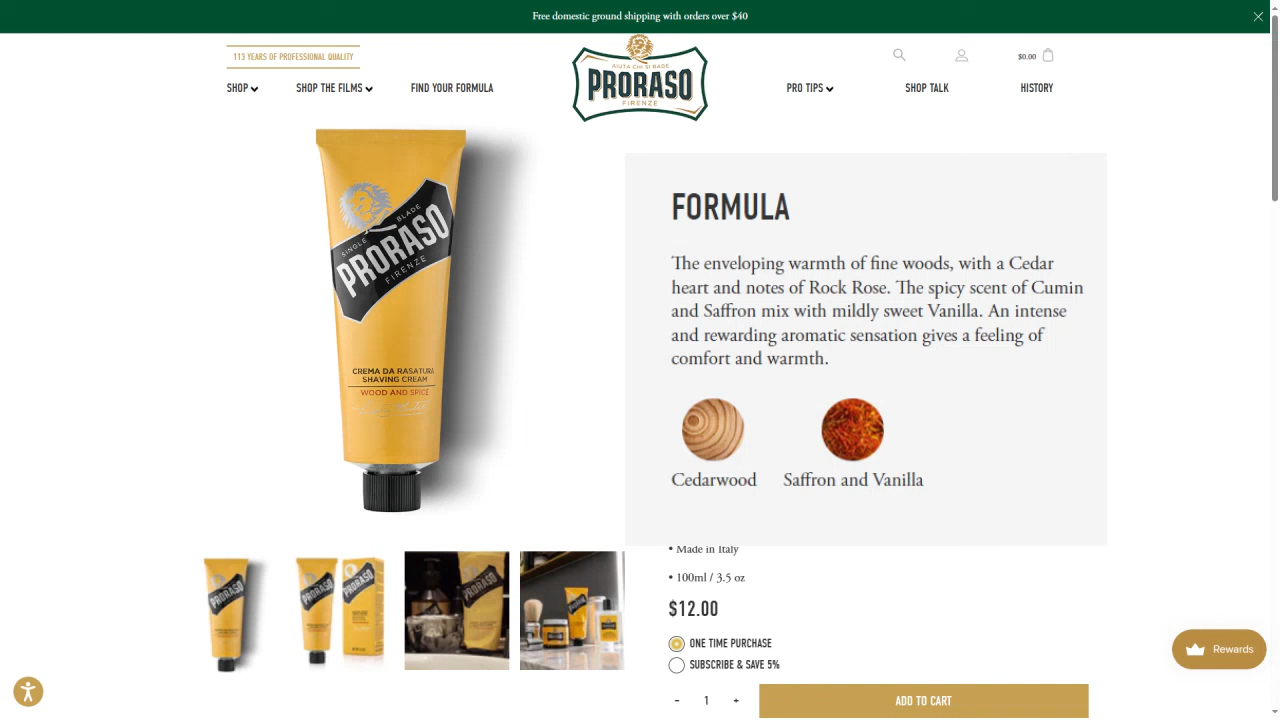 Free domestic ground shipping with orders over $40
113 YEARS OF PROFESSIONAL QUALITY
AIUTA CHI SI RADE
PRORASO
FIRENZE
$0.00
SHOP
SHOP THE FILMS
FIND YOUR FORMULA
PRO TIPS
SHOP TALK
HISTORY
SINGLE BLADE
PRORASO
FIRENZE
CREMA DA RASATURA
SHAVING CREAM
WOOD AND SPICE
FORMULA
The enveloping warmth of fine woods, with a Cedar
heart and notes of Rock Rose. The spicy scent of Cumin
and Saffron mix with mildly sweet Vanilla. An intense
and rewarding aromatic sensation gives a feeling of
comfort and warmth.
Cedarwood
Saffron and Vanilla
• Made in Italy
• 100ml / 3.5 oz
$12.00
ONE TIME PURCHASE
SUBSCRIBE & SAVE 5%
- 1 +
ADD TO CART
PRORASO
PRORASO
PRORASO
PRORASO
Rewards